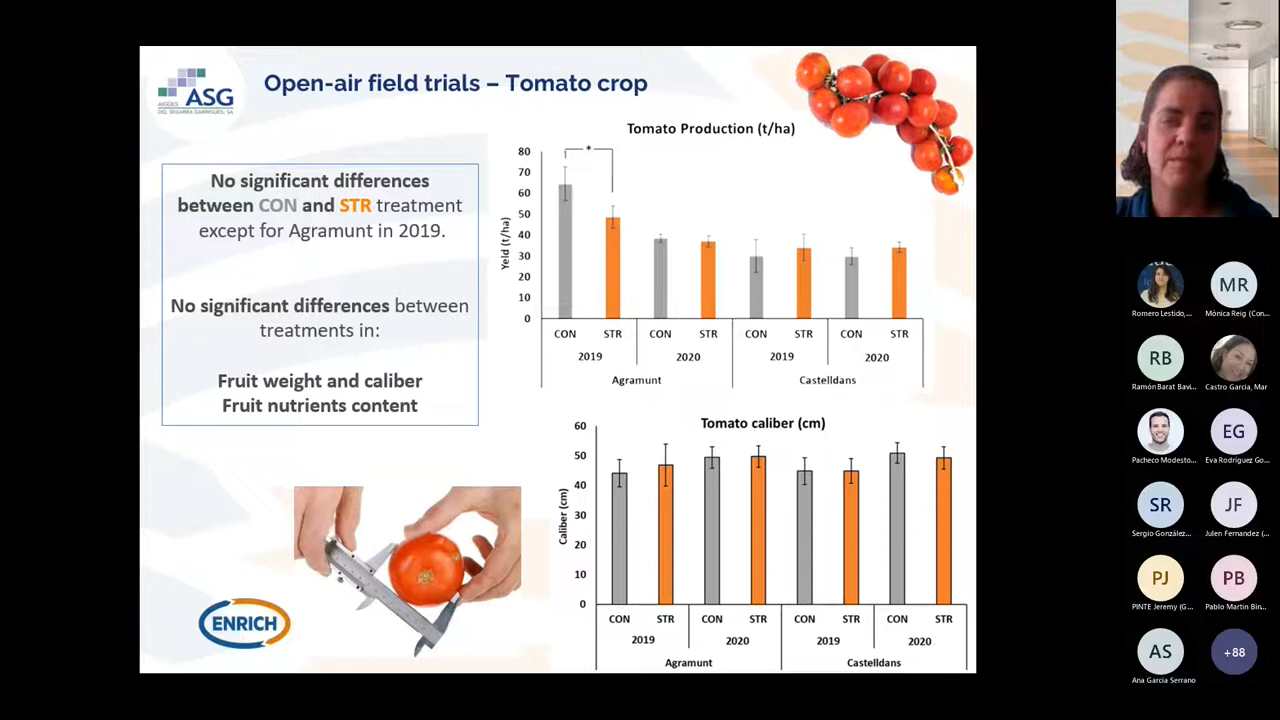 ASG
AIGÜES
DEL SEGARRA GARRIGUES, SA
Open-air field trials – Tomato crop
No significant differences
between CON and STR treatment
except for Agramunt in 2019.
No significant differences between
treatments in:
Fruit weight and caliber
Fruit nutrients content
ENRICH
Tomato Production (t/ha)
80
70
60
50
40
30
20
10
0
Yeld (t/ha)
*
CON STR CON STR CON STR CON STR
2019 2020 2019 2020
Agramunt Castelldans
Tomato caliber (cm)
60
50
40
30
20
10
0
Caliber (cm)
CON STR CON STR CON STR CON STR
2019 2020 2019 2020
Agramunt Castelldans
Romero Lestido,...
MR
Mónica Reig (Con...
RB
Ramón Barat Baví...
Castro García, Mar
Pacheco Modesto...
EG
Eva Rodríguez Go...
SR
Sergio González...
JF
Julen Fernandez (...
PJ
PINTE Jeremy (G...
PB
Pablo Martin Bin...
AS
Ana Garcia Serrano
+88